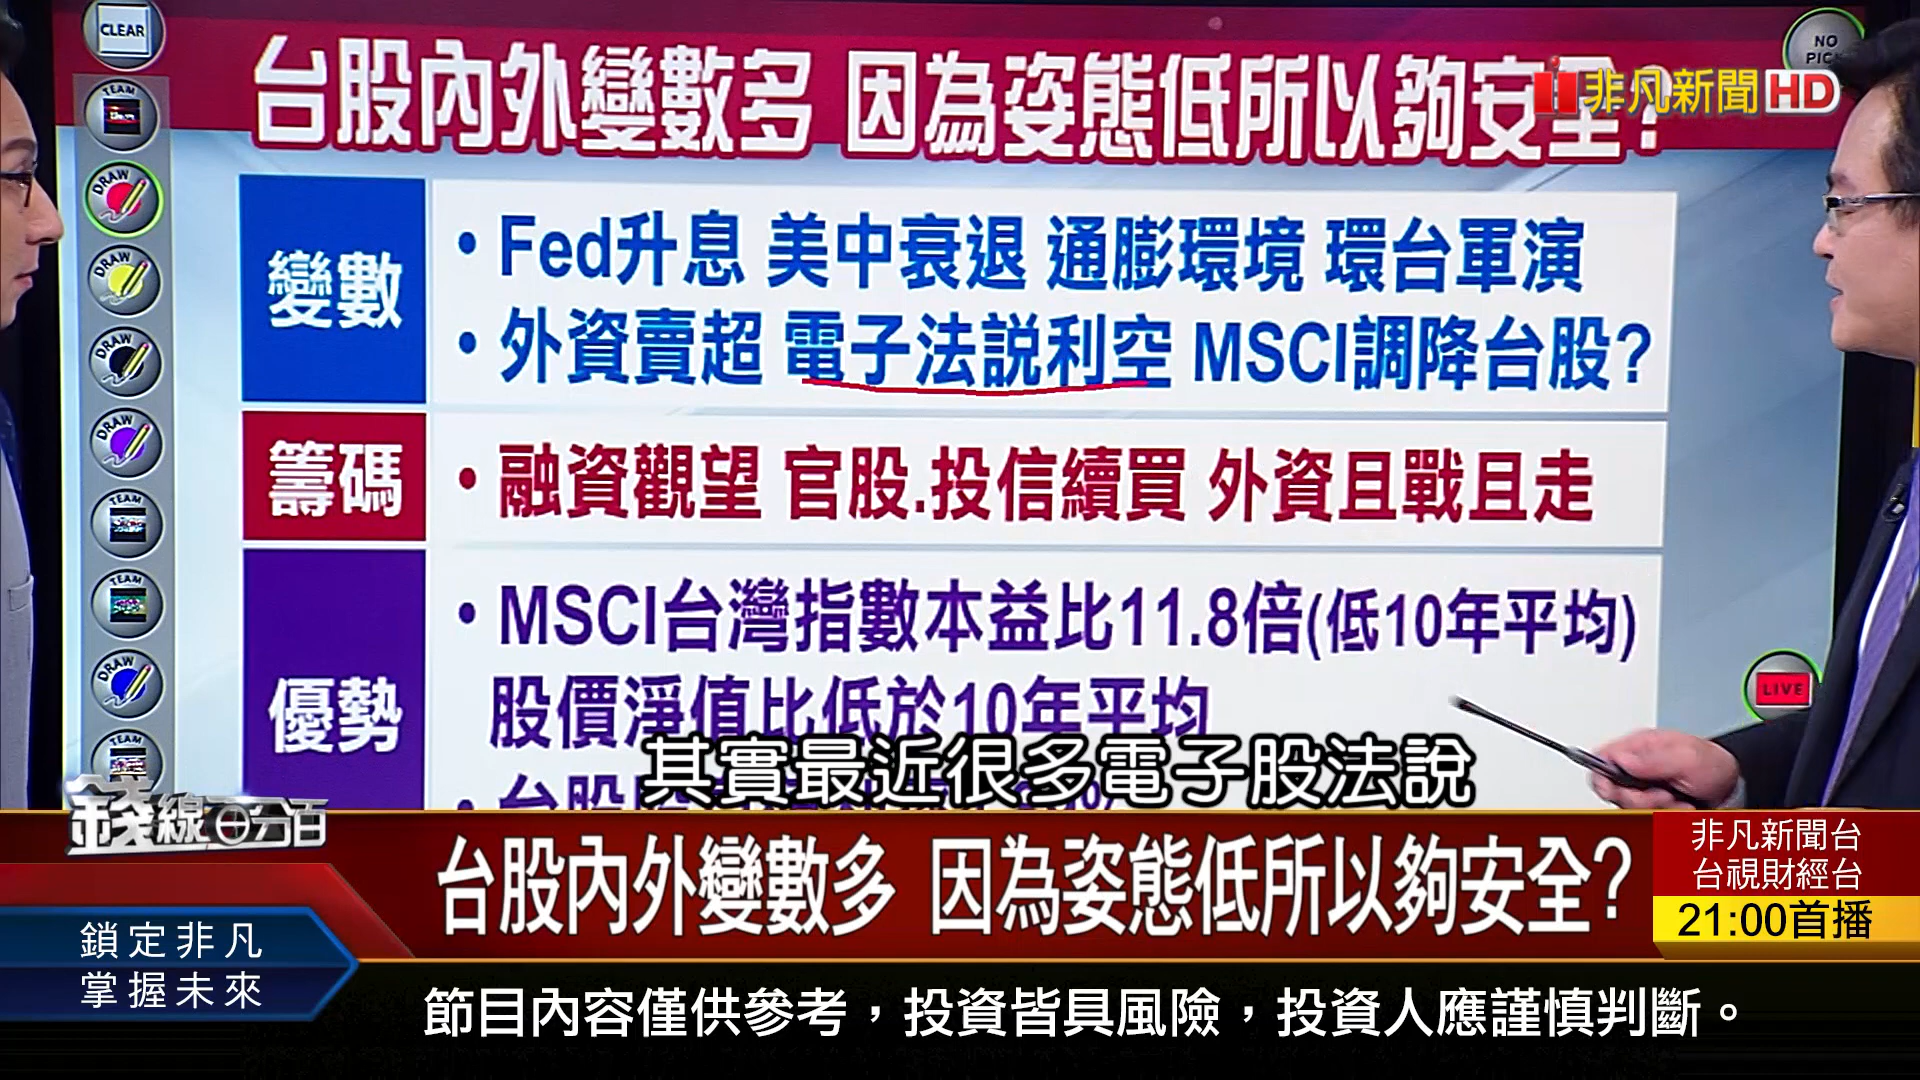 CLEAR
NO
PICK
台股內外變數多 因為姿態低所以夠安全?
非凡新聞HD
TEAM
DRAW
DRAW
DRAW
DRAW
TEAM
TEAM
DRAW
TEAM
變數
• Fed升息 美中衰退 通膨環境 環台軍演
• 外資賣超 電子法說利空 MSCI調降台股?
籌碼
• 融資觀望 官股.投信續買 外資且戰且走
優勢
• MSCI台灣指數本益比11.8倍(低10年平均)
股價淨值比低於10年平均
LIVE
其實最近很多電子股法說
錢線百分百
台股內外變數多 因為姿態低所以夠安全?
非凡新聞台
台視財經台
21:00首播
鎖定非凡
掌握未來
節目內容僅供參考，投資皆具風險，投資人應謹慎判斷。